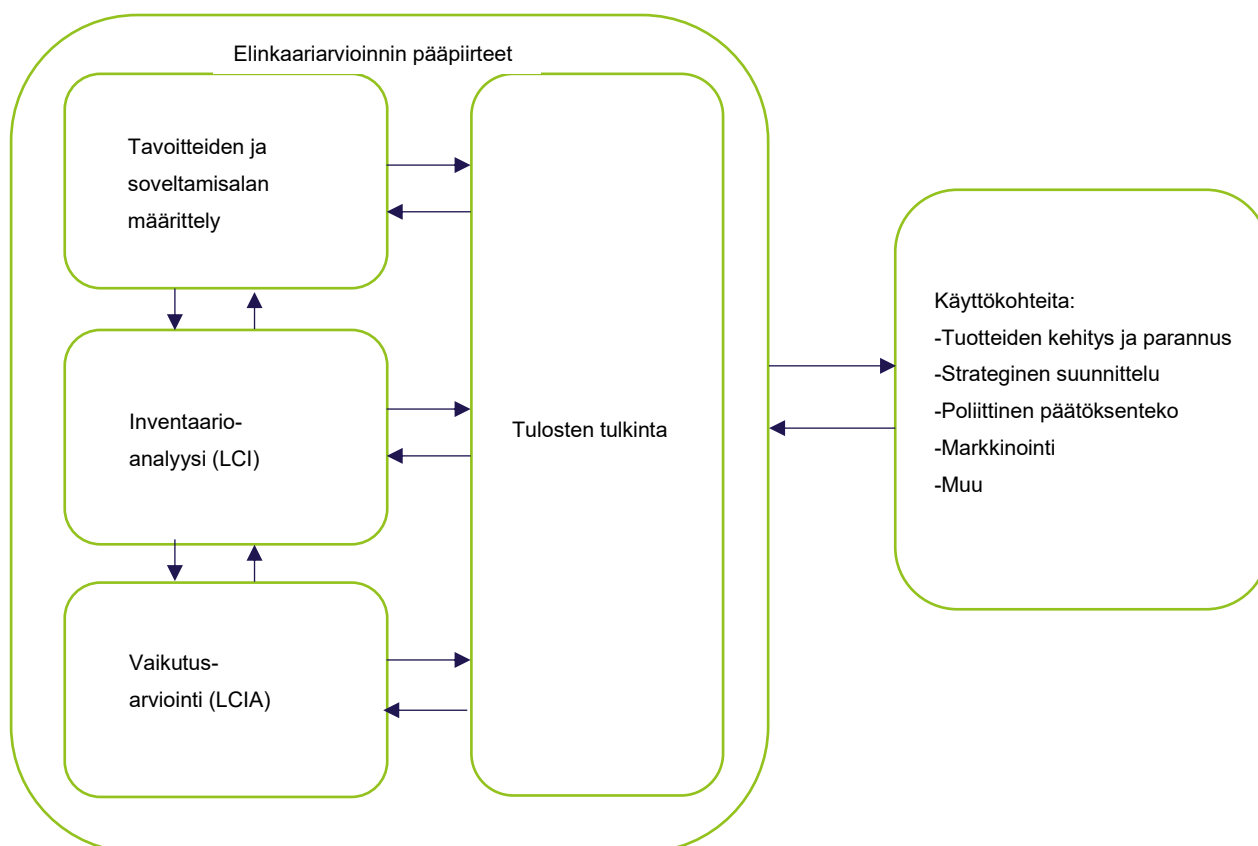 Elinkaariarvioinnin pääpiirteet
Tavoitteiden ja
soveltamisalan
määrittely
Inventaario-
analyysi (LCI)
Vaikutus-
arviointi (LCIA)
Tulosten tulkinta
Käyttökohteita:
-Tuotteiden kehitys ja parannus
-Strateginen suunnittelu
-Poliittinen päätöksenteko
-Markkinointi
-Muu